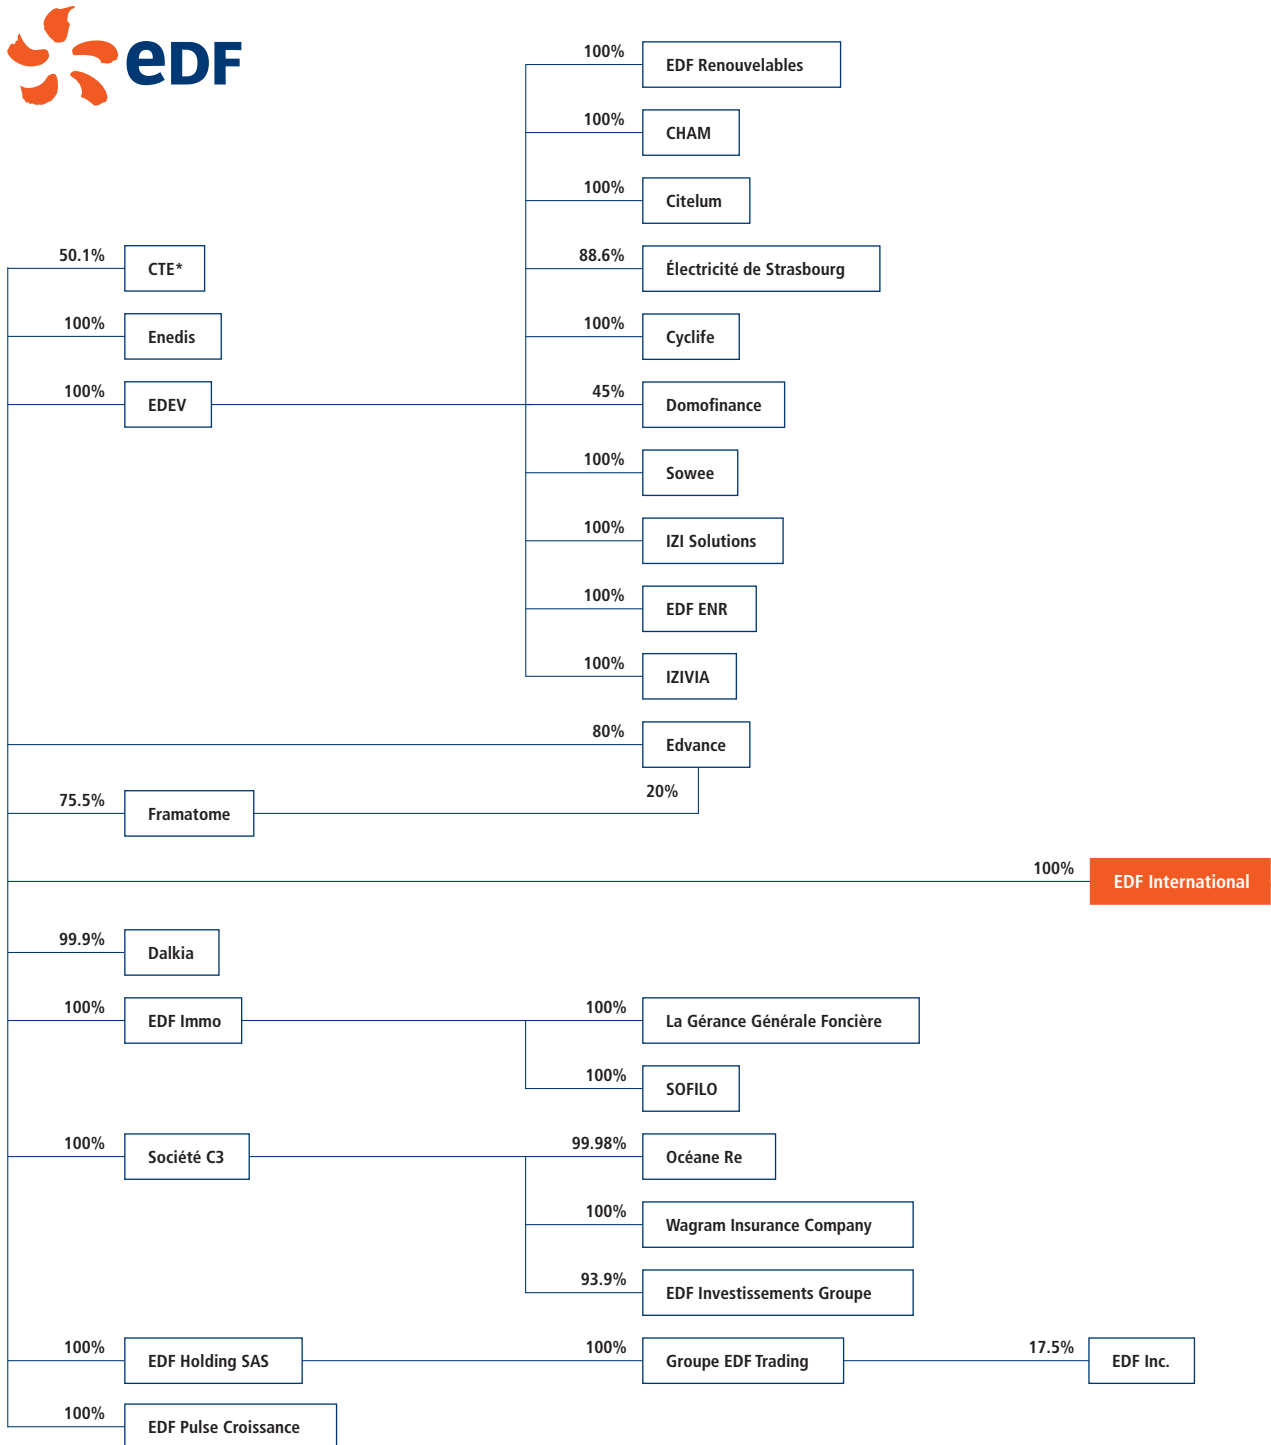 eDF
100%
EDF Renouvelables
100%
CHAM
100%
Citelum
50.1%
CTE*
88.6%
Électricité de Strasbourg
100%
Enedis
100%
Cyclife
100%
EDEV
45%
Domofinance
100%
Sowee
100%
IZI Solutions
100%
EDF ENR
100%
IZIVIA
80%
Edvance
75.5%
Framatome
20%
100%
EDF International
99.9%
Dalkia
100%
EDF Immo
100%
La Gérance Générale Foncière
100%
SOFILO
100%
Société C3
99.98%
Océane Re
100%
Wagram Insurance Company
93.9%
EDF Investissements Groupe
100%
EDF Holding SAS
100%
Groupe EDF Trading
17.5%
EDF Inc.
100%
EDF Pulse Croissance